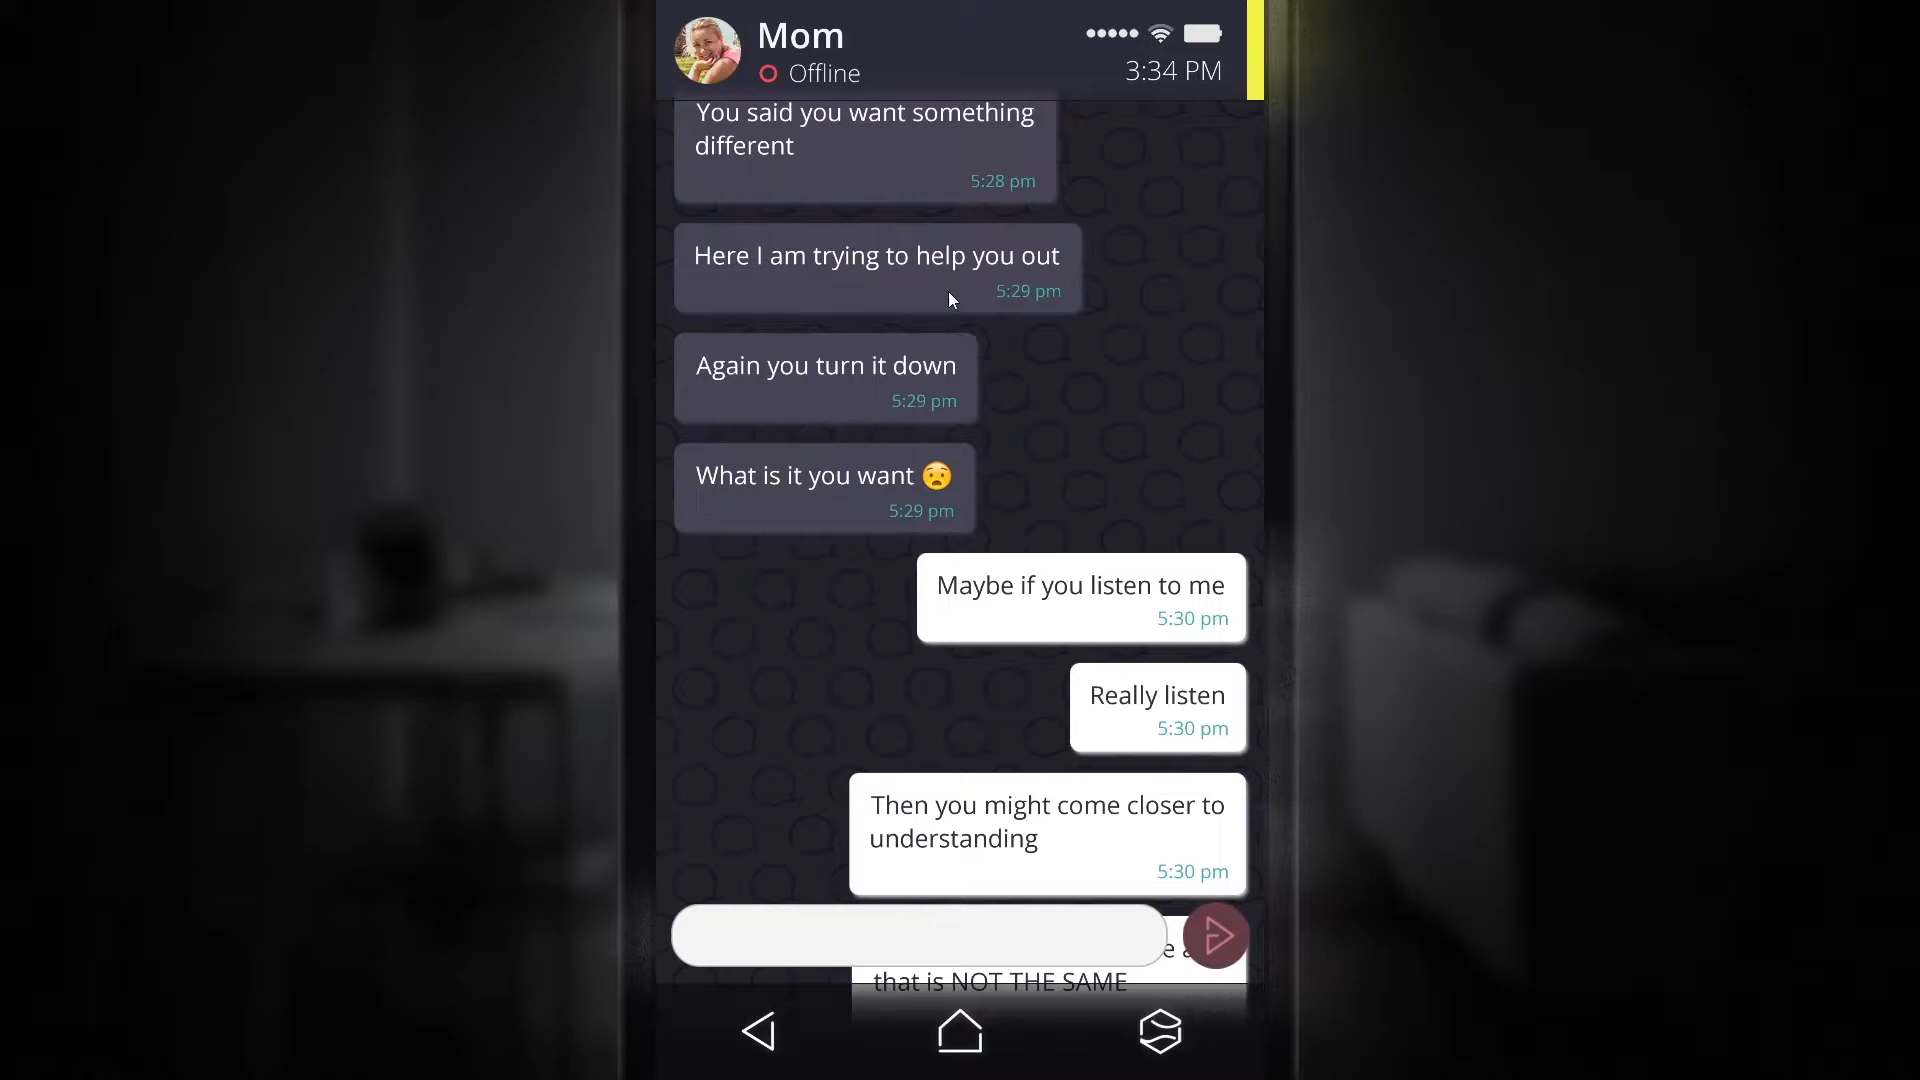 Mom
Offline
3:34 PM
You said you want something
different
5:28 pm
Here I am trying to help you out
5:29 pm
Again you turn it down
5:29 pm
What is it you want 😧
5:29 pm
Maybe if you listen to me
5:30 pm
Really listen
5:30 pm
Then you might come closer to
understanding
5:30 pm
that is NOT THE SAME